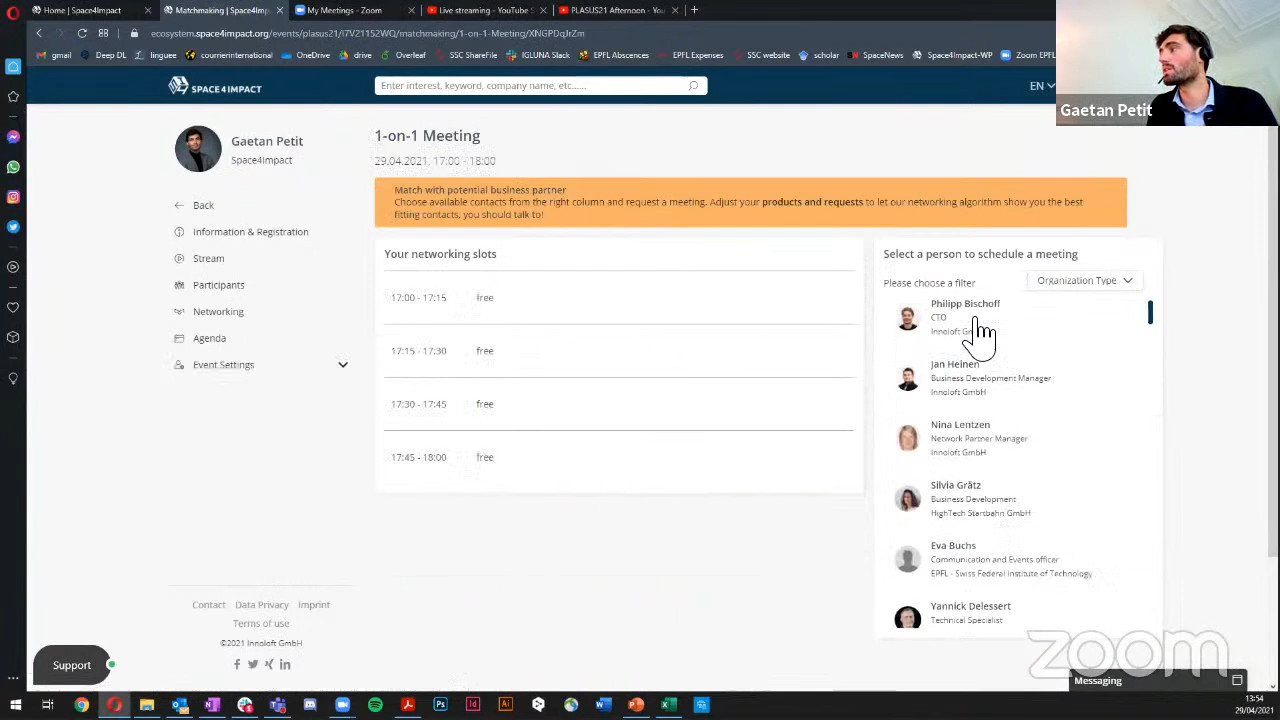 Home | Space4Impact
Matchmaking | Space4Imp
My Meetings - Zoom
Live streaming - YouTube S
PLASUS21 Afternoon - You
ecosystem.space4impact.org/events/plasus21/i7V21152WQ/matchmaking/1-on-1-Meeting/XNGPDqJrZm
gmail
Deep DL
linguee
courrierinternational
OneDrive
drive
Overleaf
SSC ShareFile
IGLUNA Slack
EPFL Abscences
EPFL Expenses
SSC website
scholar
SpaceNews
Space4Impact-WP
Zoom EPFL
SPACE4IMPACT
Enter interest, keyword, company name, etc......
EN
Gaetan Petit
Gaetan Petit
Space4Impact
Back
Information & Registration
Stream
Participants
Networking
Agenda
Event Settings
1-on-1 Meeting
29.04.2021, 17:00 - 18:00
Match with potential business partner
Choose available contacts from the right column and request a meeting. Adjust your products and requests to let our networking algorithm show you the best
fitting contacts, you should talk to!
Your networking slots
17:00 - 17:15 free
17:15 - 17:30 free
17:30 - 17:45 free
17:45 - 18:00 free
Select a person to schedule a meeting
Please choose a filter
Organization Type
Philipp Bischoff
CTO
Innoloft
Jan Heinen
Business Development Manager
Innoloft GmbH
Nina Lentzen
Network Partner Manager
Innoloft GmbH
Silvia Grätz
Business Development
HighTech Startbahn GmbH
Eva Buchs
Communication and Events officer
EPFL - Swiss Federal Institute of Technology
Yannick Delessert
Technical Specialist
Contact Data Privacy Imprint
Terms of use
©2021 Innoloft GmbH
Support
zoom
Messaging
13:54
29/04/2021